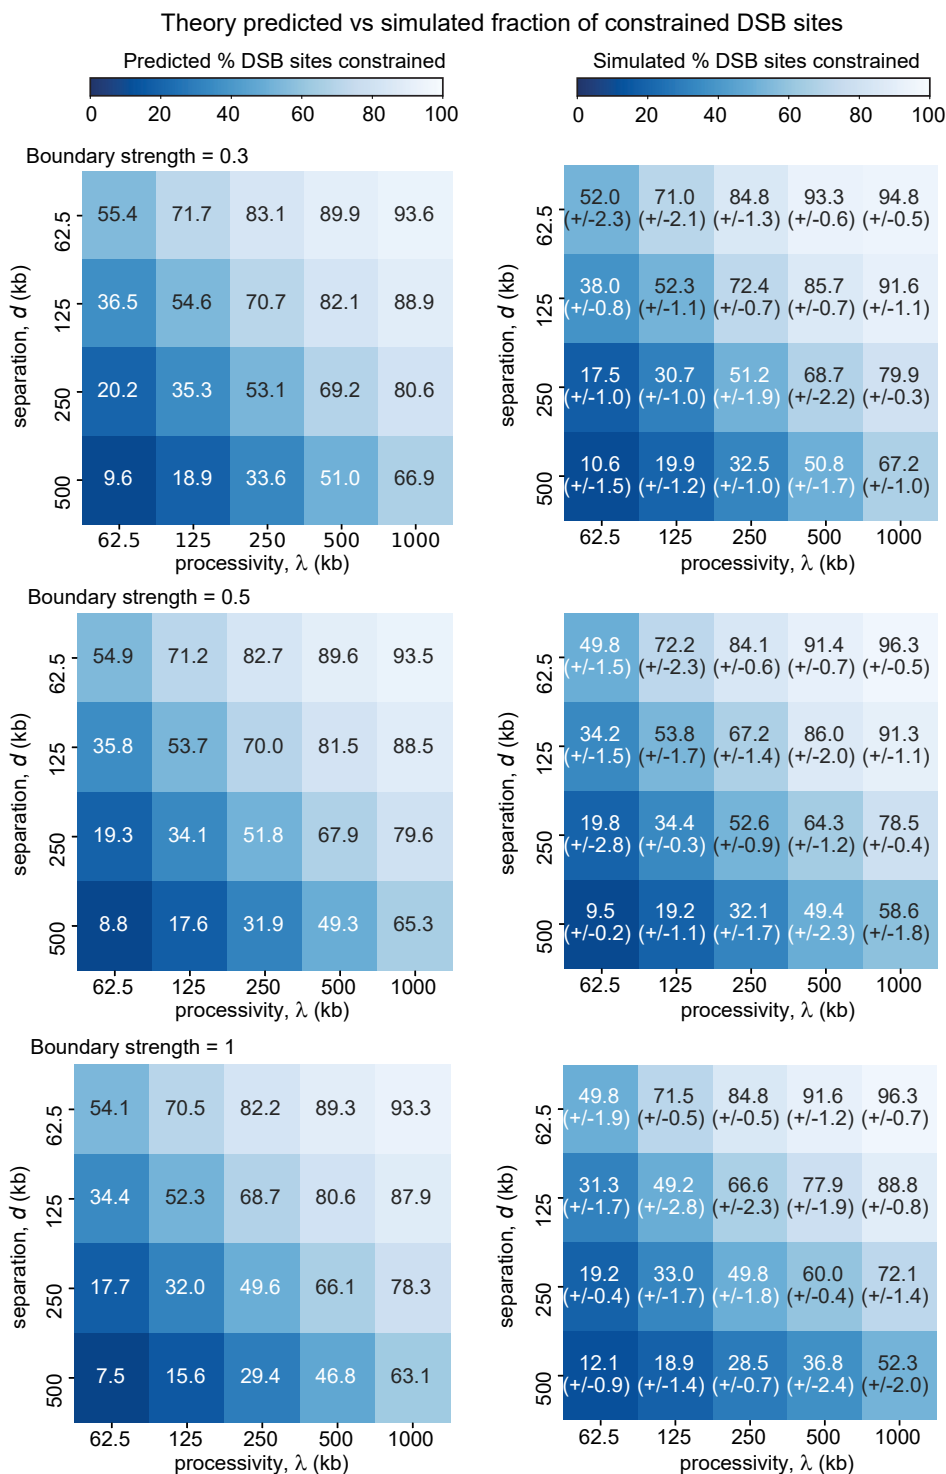 Theory predicted vs simulated fraction of constrained DSB sites
Predicted % DSB sites constrained
0 20 40 60 80 100
Simulated % DSB sites constrained
0 20 40 60 80 100
Boundary strength = 0.3
separation, d (kb)
62.5 55.4 71.7 83.1 89.9 93.6
125 36.5 54.6 70.7 82.1 88.9
250 20.2 35.3 53.1 69.2 80.6
500 9.6 18.9 33.6 51.0 66.9
62.5 125 250 500 1000
processivity, λ (kb)
separation, d (kb)
62.5 52.0 71.0 84.8 93.3 94.8
(+/-2.3) (+/-2.1) (+/-1.3) (+/-0.6) (+/-0.5)
125 38.0 52.3 72.4 85.7 91.6
(+/-0.8) (+/-1.1) (+/-0.7) (+/-0.7) (+/-1.1)
250 17.5 30.7 51.2 68.7 79.9
(+/-1.0) (+/-1.0) (+/-1.9) (+/-2.2) (+/-0.3)
500 10.6 19.9 32.5 50.8 67.2
(+/-1.5) (+/-1.2) (+/-1.0) (+/-1.7) (+/-1.0)
62.5 125 250 500 1000
processivity, λ (kb)
Boundary strength = 0.5
separation, d (kb)
62.5 54.9 71.2 82.7 89.6 93.5
125 35.8 53.7 70.0 81.5 88.5
250 19.3 34.1 51.8 67.9 79.6
500 8.8 17.6 31.9 49.3 65.3
62.5 125 250 500 1000
processivity, λ (kb)
separation, d (kb)
62.5 49.8 72.2 84.1 91.4 96.3
(+/-1.5) (+/-2.3) (+/-0.6) (+/-0.7) (+/-0.5)
125 34.2 53.8 67.2 86.0 91.3
(+/-1.5) (+/-1.7) (+/-1.4) (+/-2.0) (+/-1.1)
250 19.8 34.4 52.6 64.3 78.5
(+/-2.8) (+/-0.3) (+/-0.9) (+/-1.2) (+/-0.4)
500 9.5 19.2 32.1 49.4 58.6
(+/-0.2) (+/-1.1) (+/-1.7) (+/-2.3) (+/-1.8)
62.5 125 250 500 1000
processivity, λ (kb)
Boundary strength = 1
separation, d (kb)
62.5 54.1 70.5 82.2 89.3 93.3
125 34.4 52.3 68.7 80.6 87.9
250 17.7 32.0 49.6 66.1 78.3
500 7.5 15.6 29.4 46.8 63.1
62.5 125 250 500 1000
processivity, λ (kb)
separation, d (kb)
62.5 49.8 71.5 84.8 91.6 96.3
(+/-1.9) (+/-0.5) (+/-0.5) (+/-1.2) (+/-0.7)
125 31.3 49.2 66.6 77.9 88.8
(+/-1.7) (+/-2.8) (+/-2.3) (+/-1.9) (+/-0.8)
250 19.2 33.0 49.8 60.0 72.1
(+/-0.4) (+/-1.7) (+/-1.8) (+/-0.4) (+/-1.4)
500 12.1 18.9 28.5 36.8 52.3
(+/-0.9) (+/-1.4) (+/-0.7) (+/-2.4) (+/-2.0)
62.5 125 250 500 1000
processivity, λ (kb)